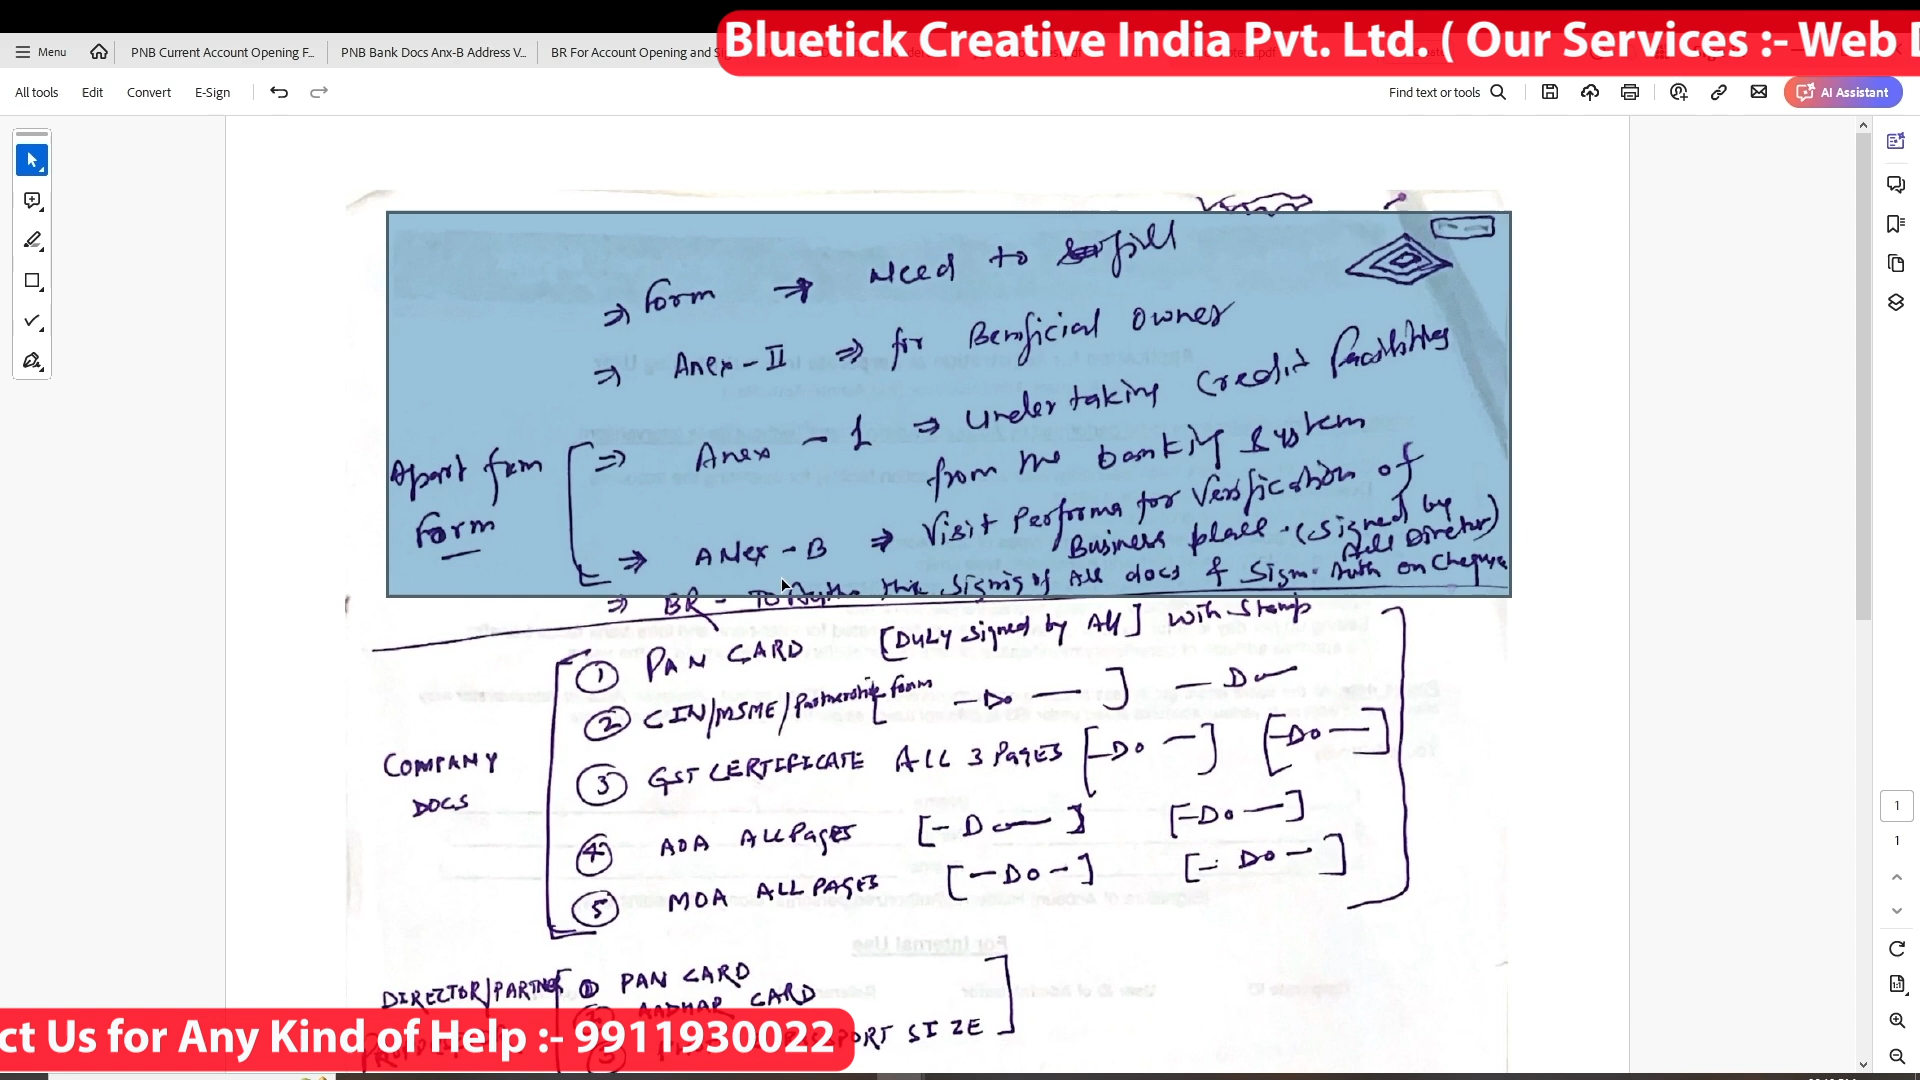 Bluetick Creative India Pvt. Ltd. ( Our Services :- Web
Menu
PNB Current Account Opening F...
PNB Bank Docs Anx-B Address V...
BR For Account Opening and Si
All tools
Edit
Convert
E-Sign
Find text or tools
AI Assistant
⇒ Form → Need to fill
⇒ Anex-II ⇒ for Beneficial Owner
Apart from Form
⇒ Anex - 1 ⇒ Undertaking Credit Facilities
from the banking system
⇒ ANex - B ⇒ Visit Performa for Verification of
Business place. (signed by
All Director)
⇒ BR - To the Signs of All docs & Sign. Auth on Cheque
COMPANY DOCS
① PAN CARD [DULY signed by All] with Stamp
② CIN/MSME/Partnership form [ -Do- ] -Do-
③ GST CERTIFICATE ALL 3 PAGES [-Do-] [-Do-]
④ AOA ALL PAGES [-Do-] [-Do-]
⑤ MOA ALL PAGES [-Do-] [-Do-]
For Internal Use
DIRECTOR/PARTNER
① PAN CARD
AADHAR CARD
PORT SIZE
1
1
ct Us for Any Kind of Help :- 9911930022